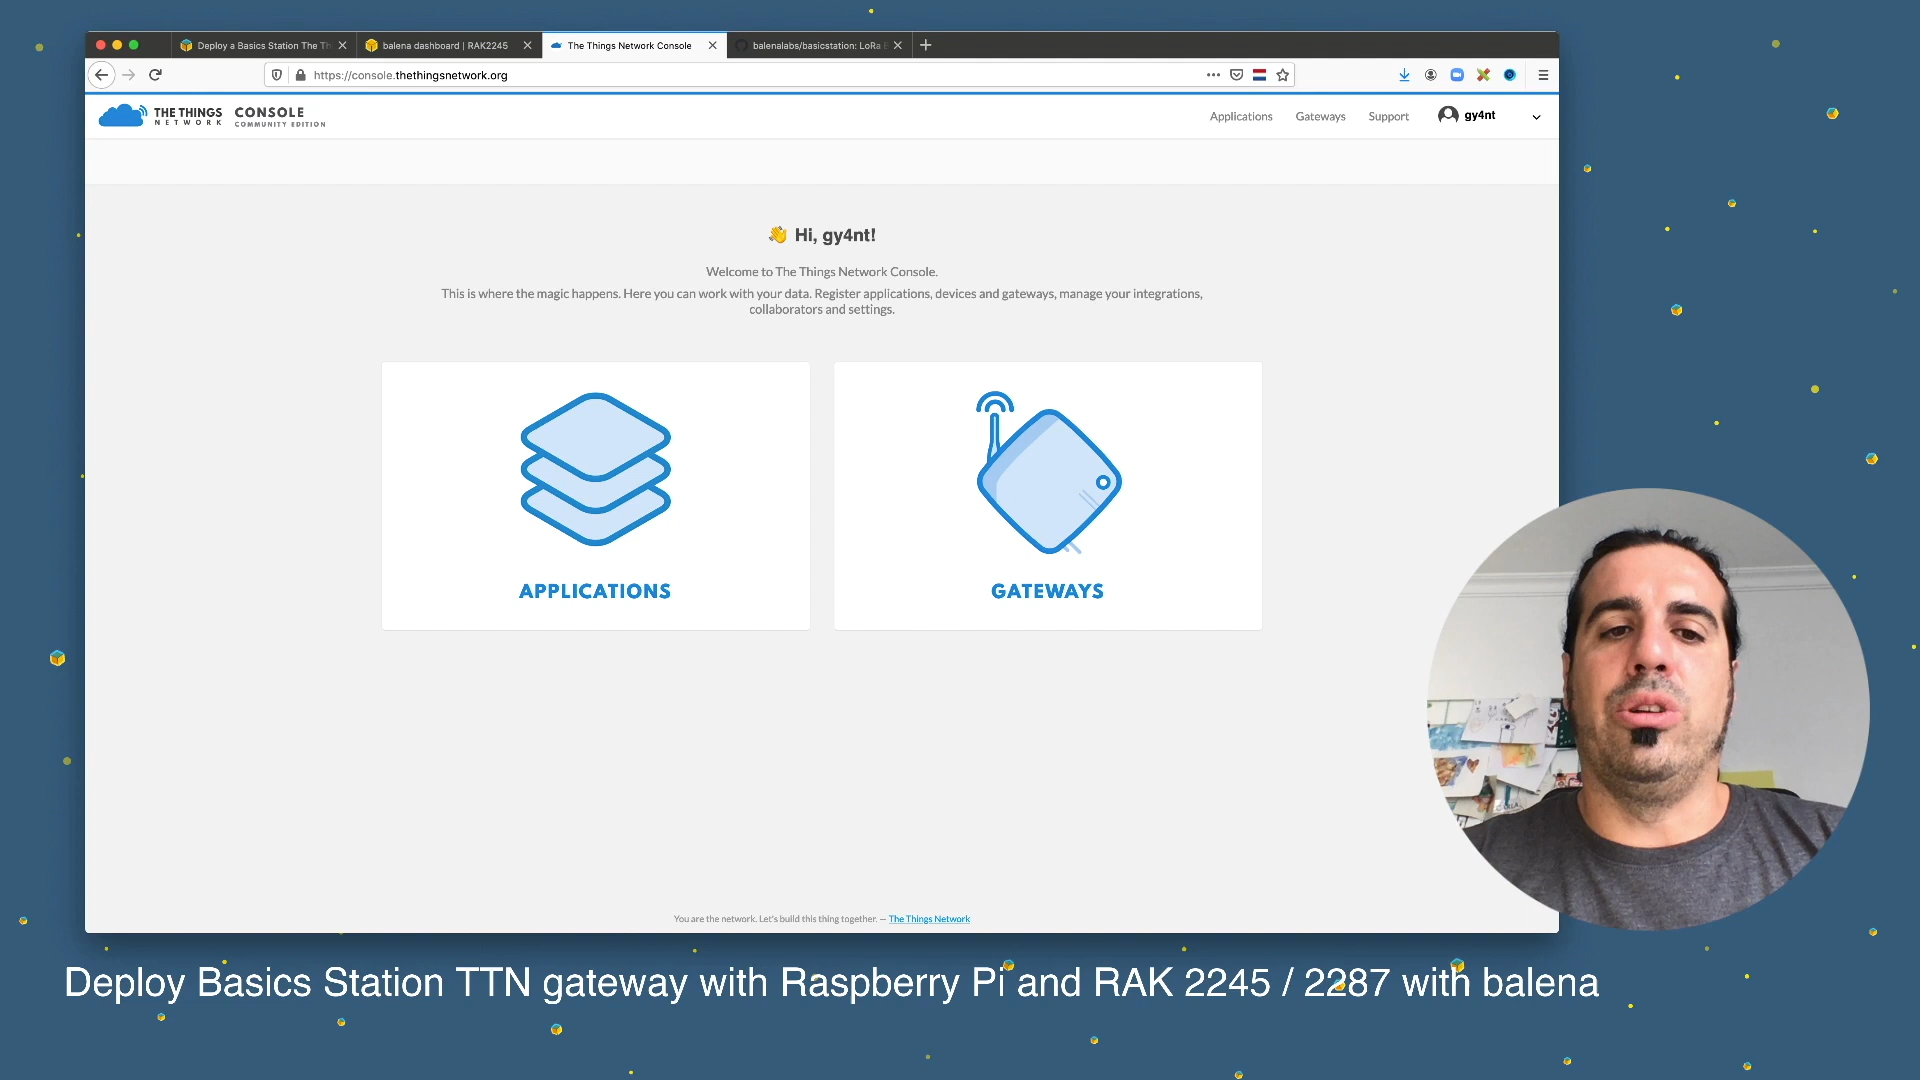 Deploy a Basics Station The Th
balena dashboard | RAK2245
The Things Network Console
balenalabs/basicstation: LoRa
https://console.thethingsnetwork.org
THE THINGS
NETWORK
CONSOLE
COMMUNITY EDITION
Applications
Gateways
Support
gy4nt
👋 Hi, gy4nt!
Welcome to The Things Network Console.
This is where the magic happens. Here you can work with your data. Register applications, devices and gateways, manage your integrations,
collaborators and settings.
APPLICATIONS
GATEWAYS
You are the network. Let's build this thing together. — The Things Network
Deploy Basics Station TTN gateway with Raspberry Pi and RAK 2245 / 2287 with balena